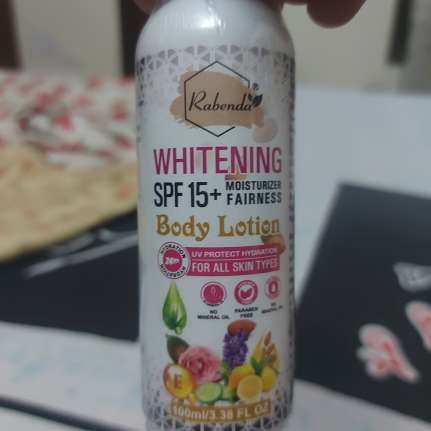 Rabenda®
WHITENING
SPF 15+ MOISTURIZER
FAIRNESS
Body Lotion
UV PROTECT HYDRATION
FOR ALL SKIN TYPES
NO
MINERAL OIL
PARABEN
FREE
E
100ml/3.38 FL OZ